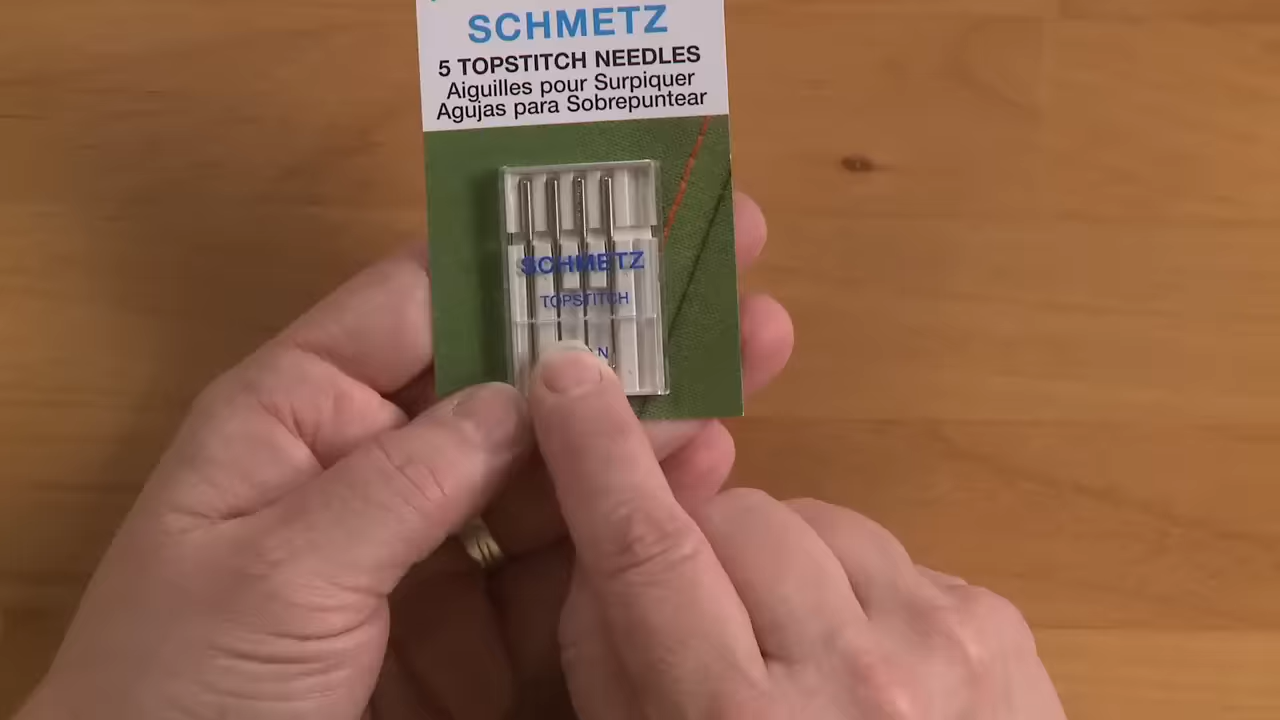 SCHMETZ
5 TOPSTITCH NEEDLES
Aiguilles pour Surpiquer
Agujas para Sobrepuntear
SCHMETZ
TOPSTITCH